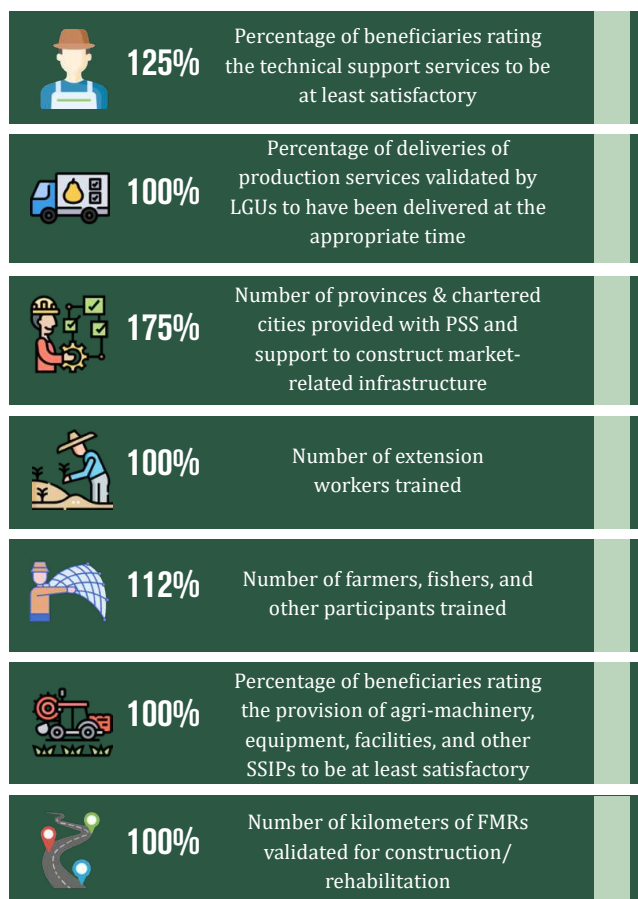 125%
Percentage of beneficiaries rating
the technical support services to be
at least satisfactory
100%
Percentage of deliveries of
production services validated by
LGUs to have been delivered at the
appropriate time
175%
Number of provinces & chartered
cities provided with PSS and
support to construct market-
related infrastructure
100%
Number of extension
workers trained
112%
Number of farmers, fishers, and
other participants trained
100%
Percentage of beneficiaries rating
the provision of agri-machinery,
equipment, facilities, and other
SSIPs to be at least satisfactory
100%
Number of kilometers of FMRs
validated for construction/
rehabilitation